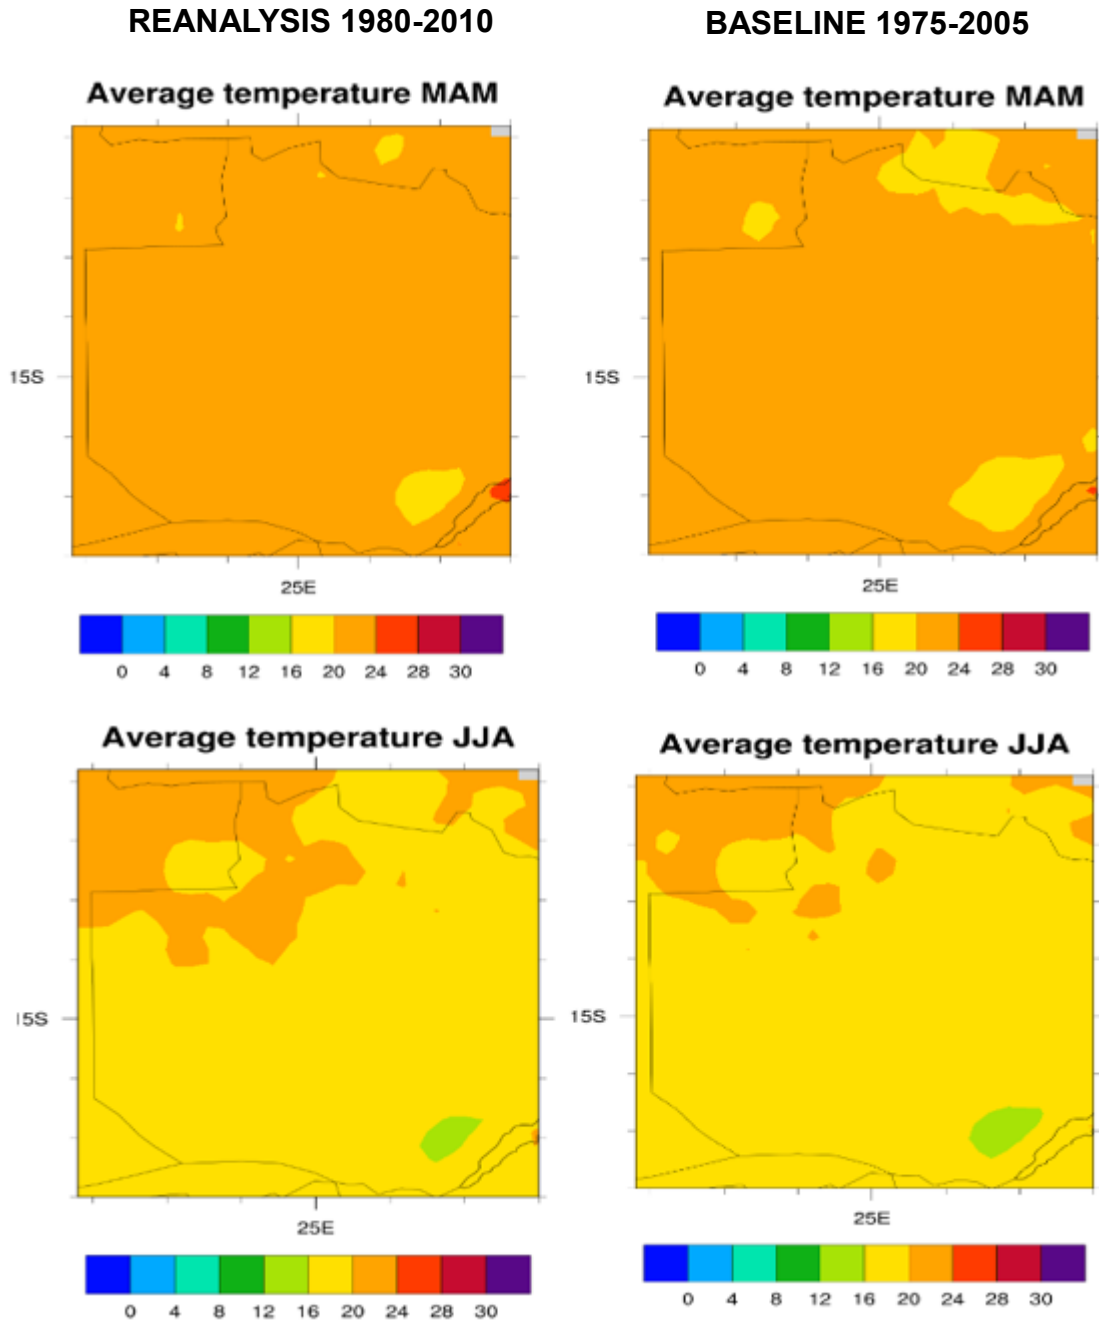 REANALYSIS 1980-2010
BASELINE 1975-2005
Average temperature MAM
Average temperature MAM
15S
15S
25E
25E
0 4 8 12 16 20 24 28 30
0 4 8 12 16 20 24 28 30
Average temperature JJA
Average temperature JJA
15S
15S
25E
25E
0 4 8 12 16 20 24 28 30
0 4 8 12 16 20 24 28 30